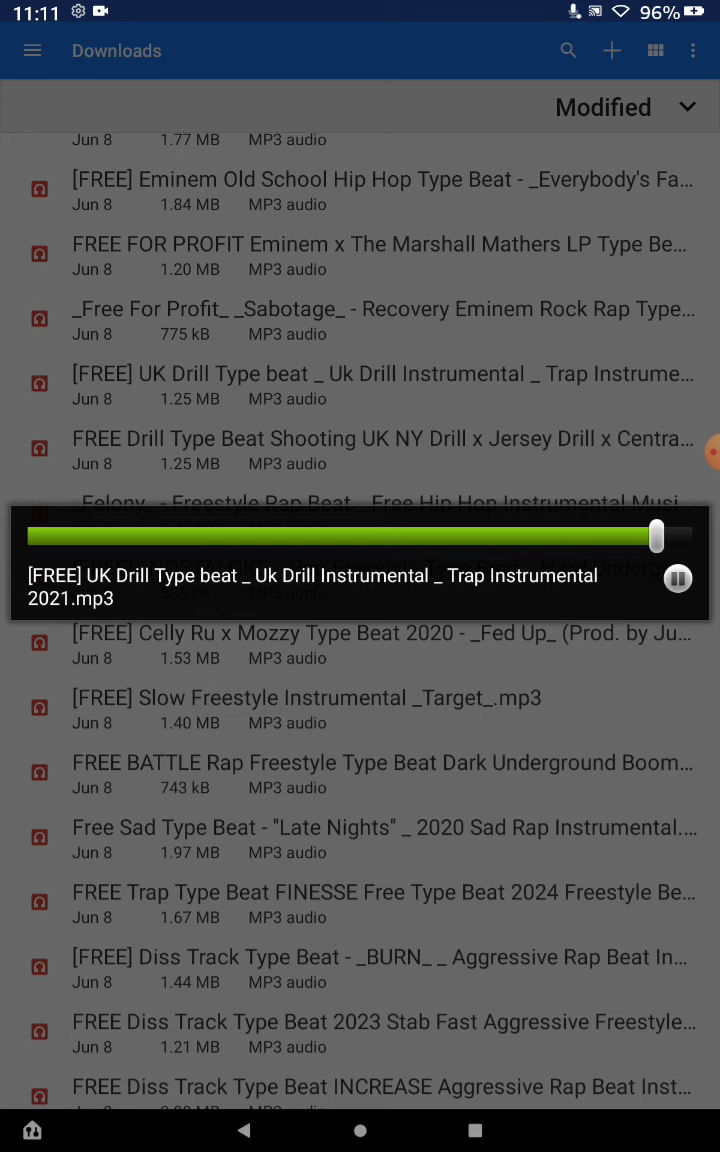 11:11
96%
Downloads
Modified
Jun 8 1.77 MB MP3 audio
[FREE] Eminem Old School Hip Hop Type Beat - _Everybody's Fa...
Jun 8 1.84 MB MP3 audio
FREE FOR PROFIT Eminem x The Marshall Mathers LP Type Be...
Jun 8 1.20 MB MP3 audio
_Free For Profit_ _Sabotage_ - Recovery Eminem Rock Rap Type...
Jun 8 775 kB MP3 audio
[FREE] UK Drill Type beat _ Uk Drill Instrumental _ Trap Instrume...
Jun 8 1.25 MB MP3 audio
FREE Drill Type Beat Shooting UK NY Drill x Jersey Drill x Centra...
Jun 8 1.25 MB MP3 audio
_Felony_ - Freestyle Rap Beat _ Free Hip Hop Instrumental Musi...
[FREE] UK Drill Type beat _ Uk Drill Instrumental _ Trap Instrumental
2021.mp3
[FREE] Celly Ru x Mozzy Type Beat 2020 - _Fed Up_ (Prod. by Ju...
Jun 8 1.53 MB MP3 audio
[FREE] Slow Freestyle Instrumental _Target_.mp3
Jun 8 1.40 MB MP3 audio
FREE BATTLE Rap Freestyle Type Beat Dark Underground Boom...
Jun 8 743 kB MP3 audio
Free Sad Type Beat - "Late Nights" _ 2020 Sad Rap Instrumental....
Jun 8 1.97 MB MP3 audio
FREE Trap Type Beat FINESSE Free Type Beat 2024 Freestyle Be...
Jun 8 1.67 MB MP3 audio
[FREE] Diss Track Type Beat - _BURN_ _ Aggressive Rap Beat In...
Jun 8 1.44 MB MP3 audio
FREE Diss Track Type Beat 2023 Stab Fast Aggressive Freestyle...
Jun 8 1.21 MB MP3 audio
FREE Diss Track Type Beat INCREASE Aggressive Rap Beat Inst...